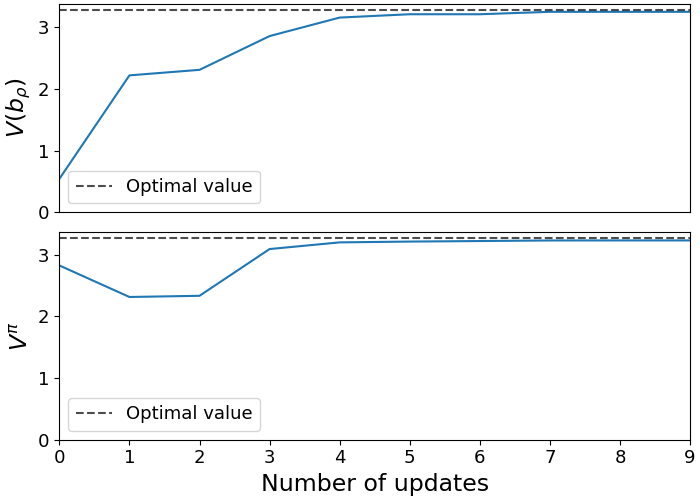 3
2
1
0
V(b_ρ)
Optimal value
3
2
1
0
V^π
Optimal value
0 1 2 3 4 5 6 7 8 9
Number of updates